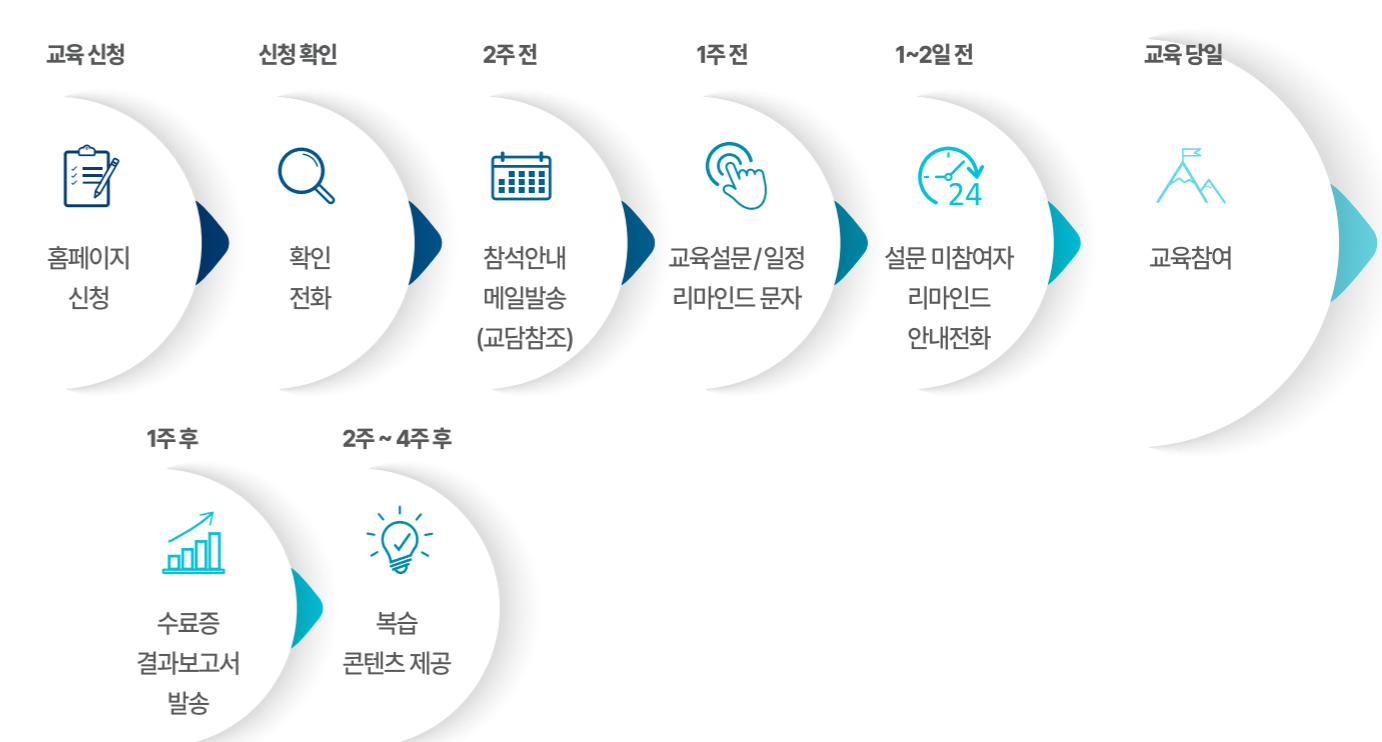 교육 신청
신청 확인
2주 전
1주 전
1~2일 전
교육 당일
홈페이지
신청
확인
전화
참석안내
메일발송
(교담참조)
교육설문/일정
리마인드 문자
24
설문 미참여자
리마인드
안내전화
교육참여
1주 후
2주 ~ 4주 후
수료증
결과보고서
발송
복습
콘텐츠 제공